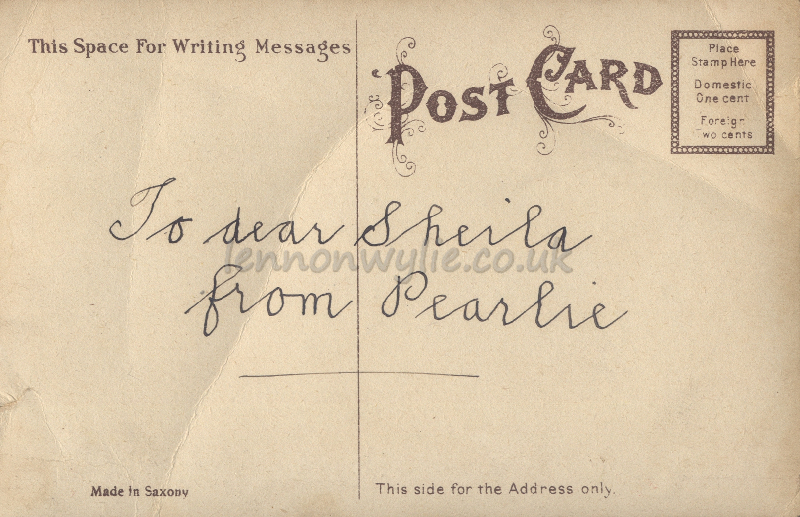 This Space For Writing Messages
POST CARD
Place
Stamp Here
Domestic
One cent
Foreign
Two cents
To dear Sheila
lennonwylie.co.uk
from Pearlie
Made in Saxony
This side for the Address only.